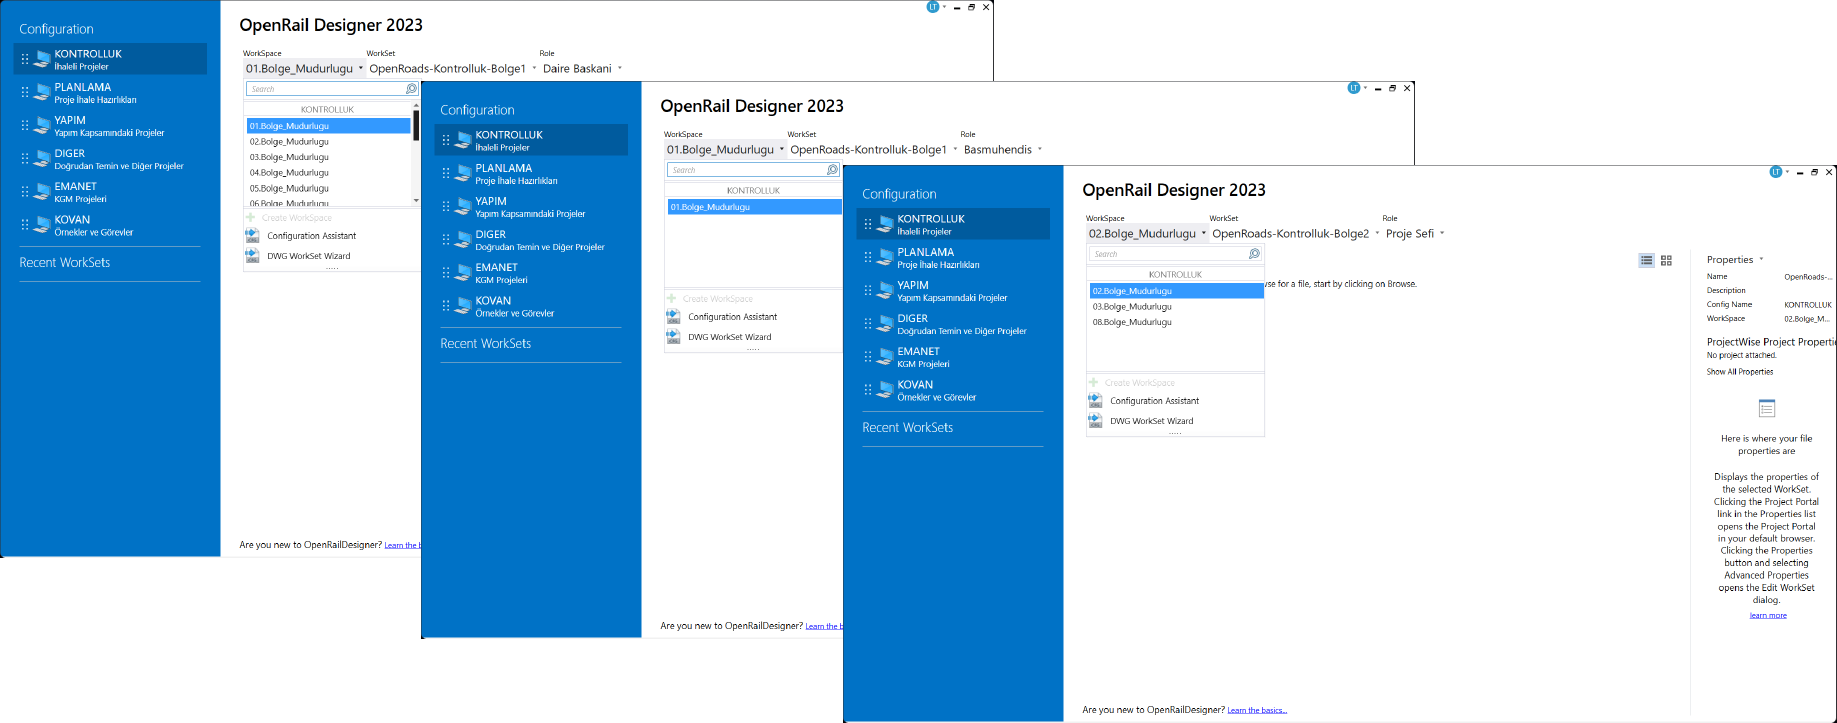 LT
Configuration
KONTROLLUK
İhaleli Projeler
PLANLAMA
Proje İhale Hazırlıkları
YAPIM
Yapım Kapsamındaki Projeler
DIGER
Doğrudan Temin ve Diğer Projeler
EMANET
KGM Projeleri
KOVAN
Örnekler ve Görevler
Recent WorkSets
OpenRail Designer 2023
WorkSpace WorkSet Role
01.Bolge_Mudurlugu OpenRoads-Kontrolluk-Bolge1 Daire Baskani
Search
KONTROLLUK
01.Bolge_Mudurlugu
02.Bolge_Mudurlugu
03.Bolge_Mudurlugu
04.Bolge_Mudurlugu
05.Bolge_Mudurlugu
06.Bolge_Mudurlugu
Create WorkSpace
Configuration Assistant
DWG WorkSet Wizard
.....
Are you new to OpenRailDesigner? Learn the b
LT
Configuration
KONTROLLUK
İhaleli Projeler
PLANLAMA
Proje İhale Hazırlıkları
YAPIM
Yapım Kapsamındaki Projeler
DIGER
Doğrudan Temin ve Diğer Projeler
EMANET
KGM Projeleri
KOVAN
Örnekler ve Görevler
Recent WorkSets
OpenRail Designer 2023
WorkSpace WorkSet Role
01.Bolge_Mudurlugu OpenRoads-Kontrolluk-Bolge1 Basmuhendis
Search
KONTROLLUK
01.Bolge_Mudurlugu
Create WorkSpace
Configuration Assistant
DWG WorkSet Wizard
.....
Are you new to OpenRailDesigner? Learn the b
LT
Configuration
KONTROLLUK
İhaleli Projeler
PLANLAMA
Proje İhale Hazırlıkları
YAPIM
Yapım Kapsamındaki Projeler
DIGER
Doğrudan Temin ve Diğer Projeler
EMANET
KGM Projeleri
KOVAN
Örnekler ve Görevler
Recent WorkSets
OpenRail Designer 2023
WorkSpace WorkSet Role
02.Bolge_Mudurlugu OpenRoads-Kontrolluk-Bolge2 Proje Sefi
Search
KONTROLLUK
02.Bolge_Mudurlugu
03.Bolge_Mudurlugu
08.Bolge_Mudurlugu
Create WorkSpace
Configuration Assistant
DWG WorkSet Wizard
.....
wse for a file, start by clicking on Browse.
Are you new to OpenRailDesigner? Learn the basics...
Properties
Name OpenRoads-...
Description
Config Name KONTROLLUK
WorkSpace 02.Bolge_M...
ProjectWise Project Properti
No project attached.
Show All Properties
Here is where your file
properties are
Displays the properties of
the selected WorkSet.
Clicking the Project Portal
link in the Properties list
opens the Project Portal
in your default browser.
Clicking the Properties
button and selecting
Advanced Properties
opens the Edit WorkSet
dialog.
learn more